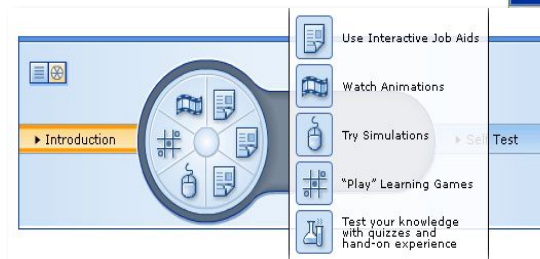 Use Interactive Job Aids
Watch Animations
Introduction
Try Simulations
Self Test
"Play" Learning Games
Test your knowledge
with quizzes and
hand-on experience